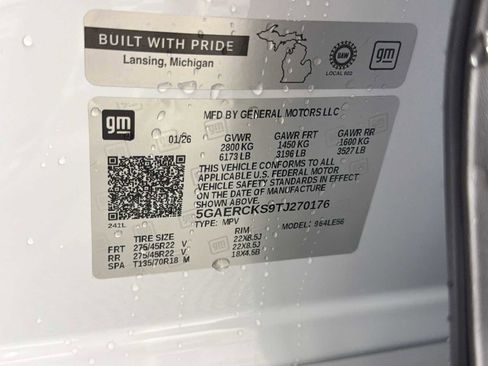 BUILT WITH PRIDE
Lansing, Michigan
UAW
LOCAL 602
gm
gm
MFD BY GENERAL MOTORS LLC
01/26
GVWR GAWR FRT GAWR RR
2800 KG 1450 KG 1600 KG
6173 LB 3196 LB 3527 LB
THIS VEHICLE CONFORMS TO ALL APPLICABLE
VEHICLE SAFETY STANDARDS IN EFFECT
ON THE DATE OF MANUFACTURE
SHOWN ABOVE.
5GAERCKS9TJ270176
TYPE: MPV MODEL: 964LE56
241L
TIRE SIZE RIM
FRT 275/45R22 V 22X8.5J
RR 275/45R22 V 22X8.5J
SPA T135/70R18 M 18X4.5B